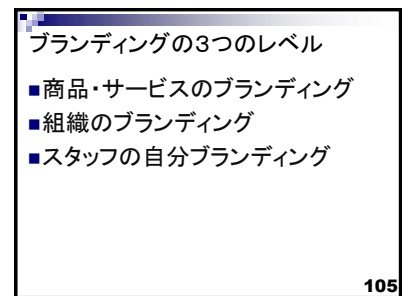 ブランディングの3つのレベル
■商品・サービスのブランディング
■組織のブランディング
■スタッフの自分ブランディング
105